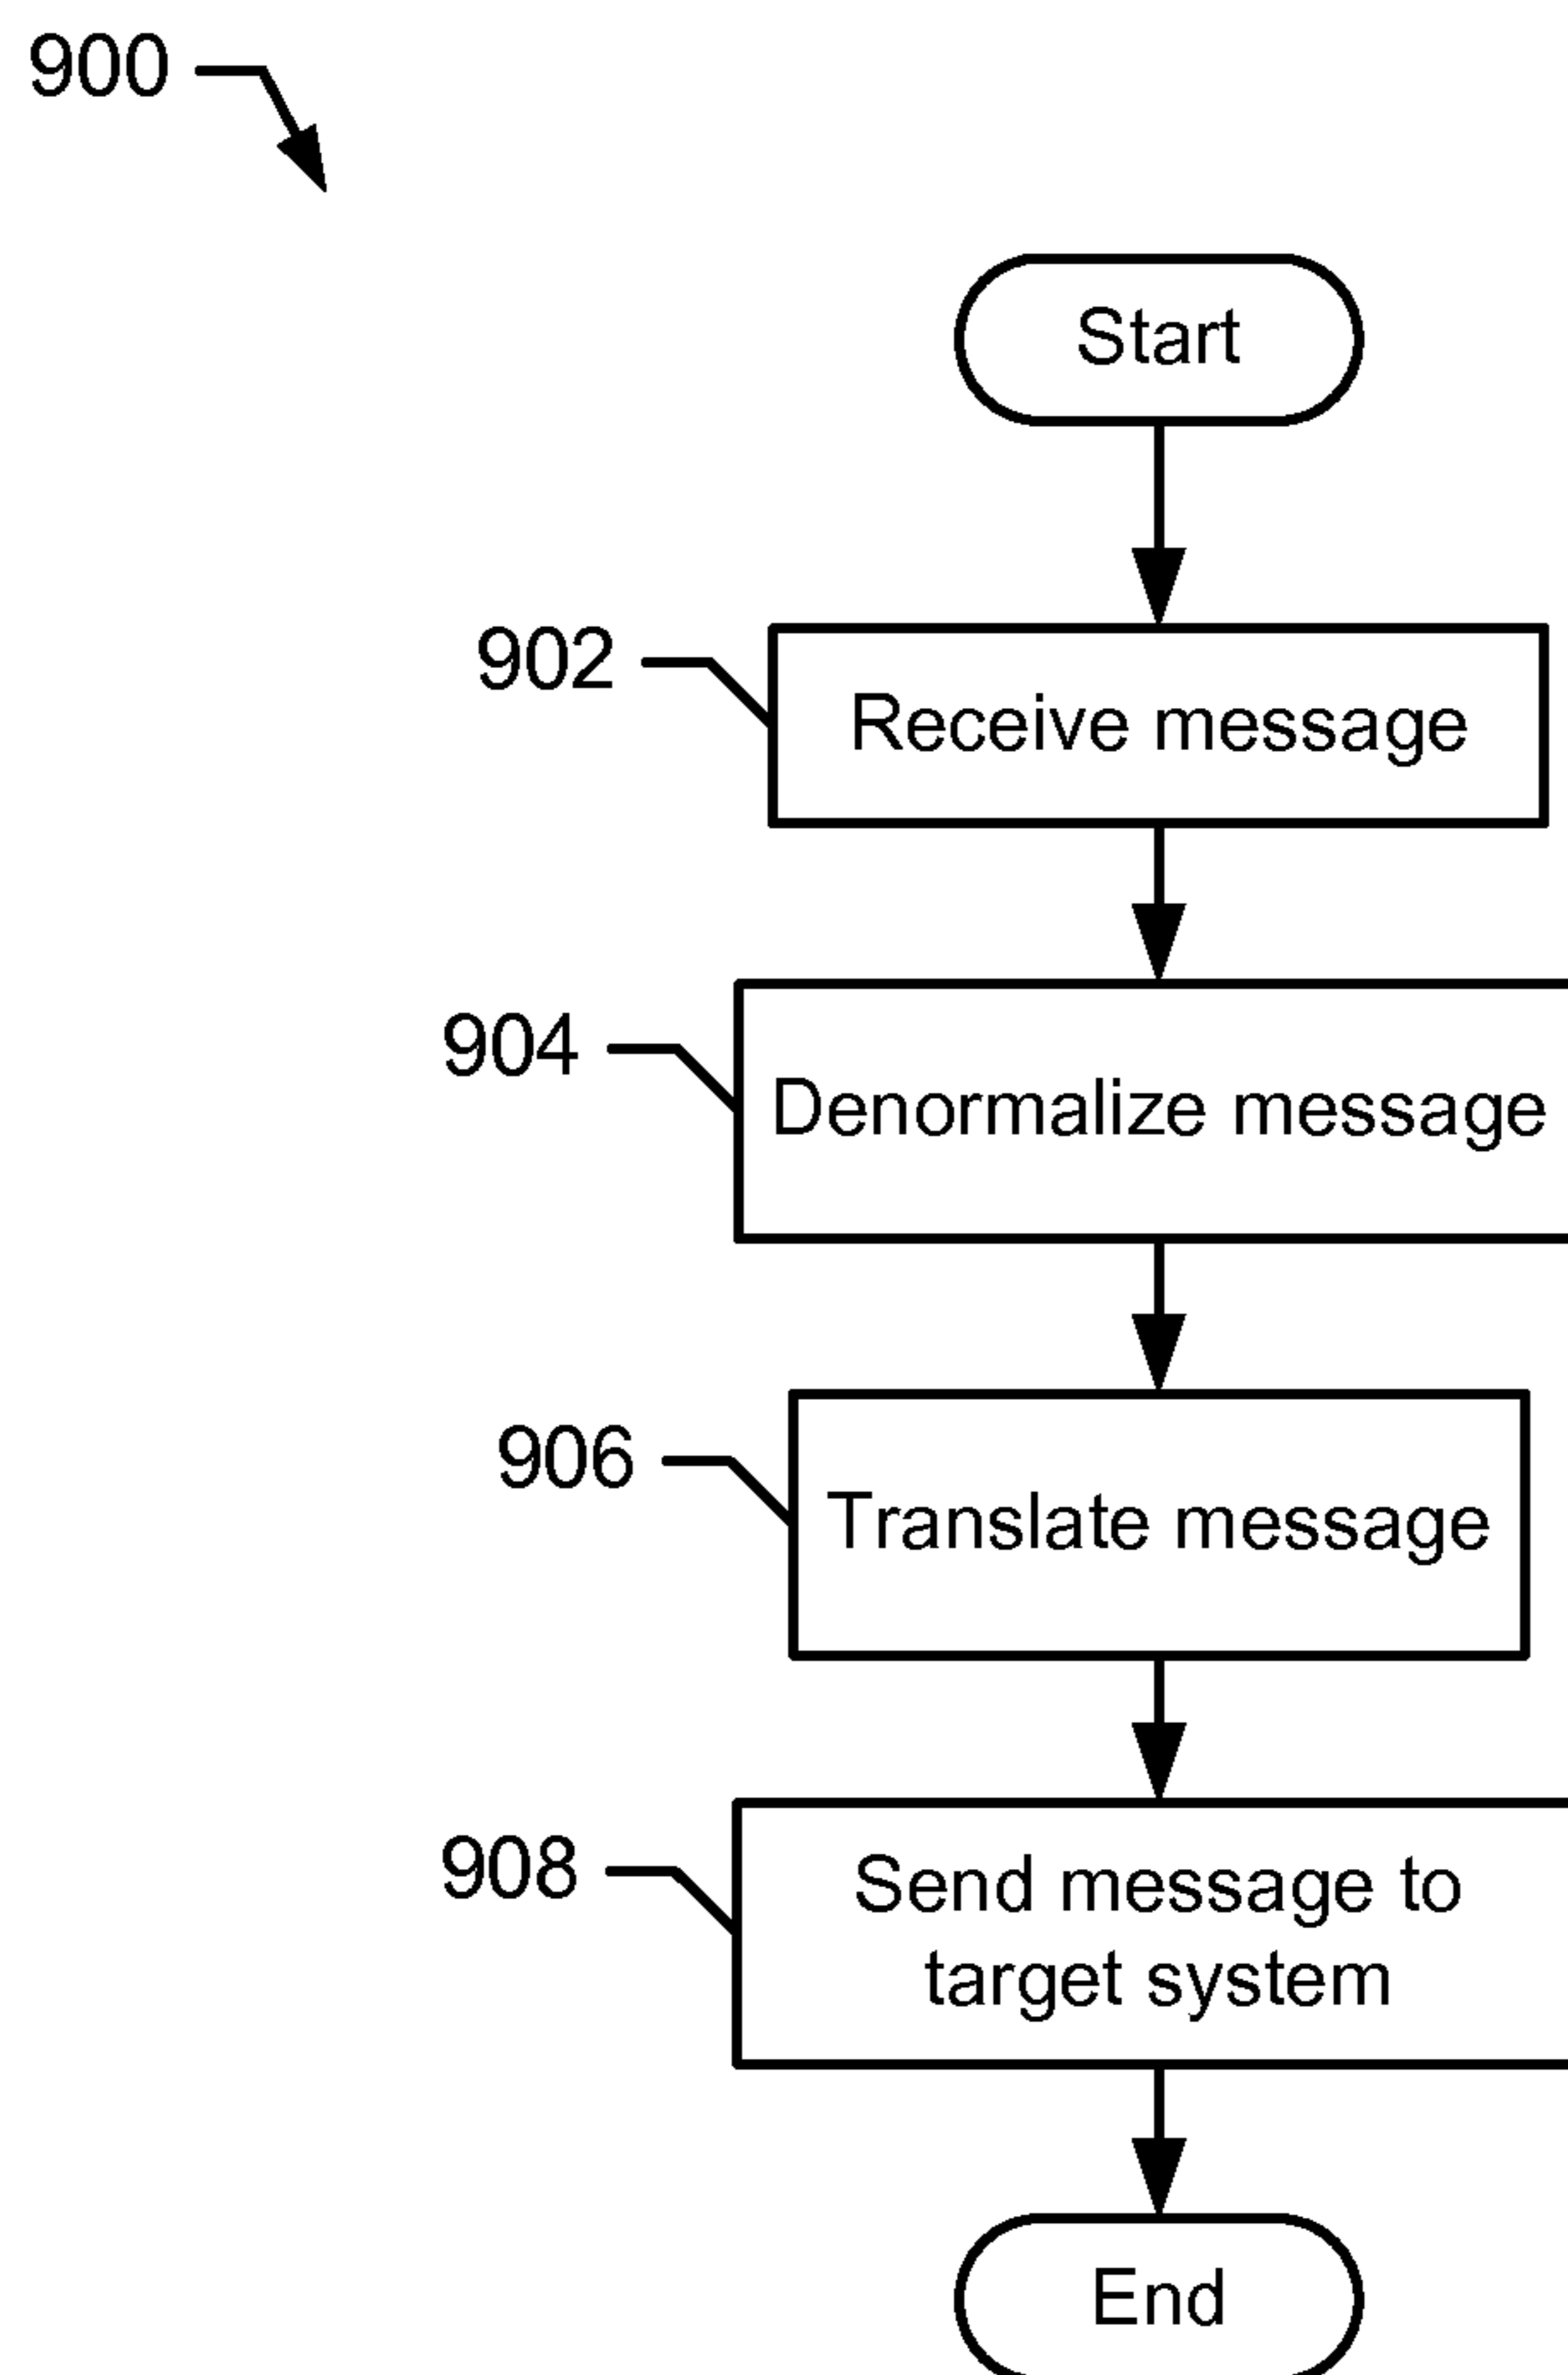 900
Start
902
Receive message
904
Denormalize message
906
Translate message
908
Send message to
target system
End